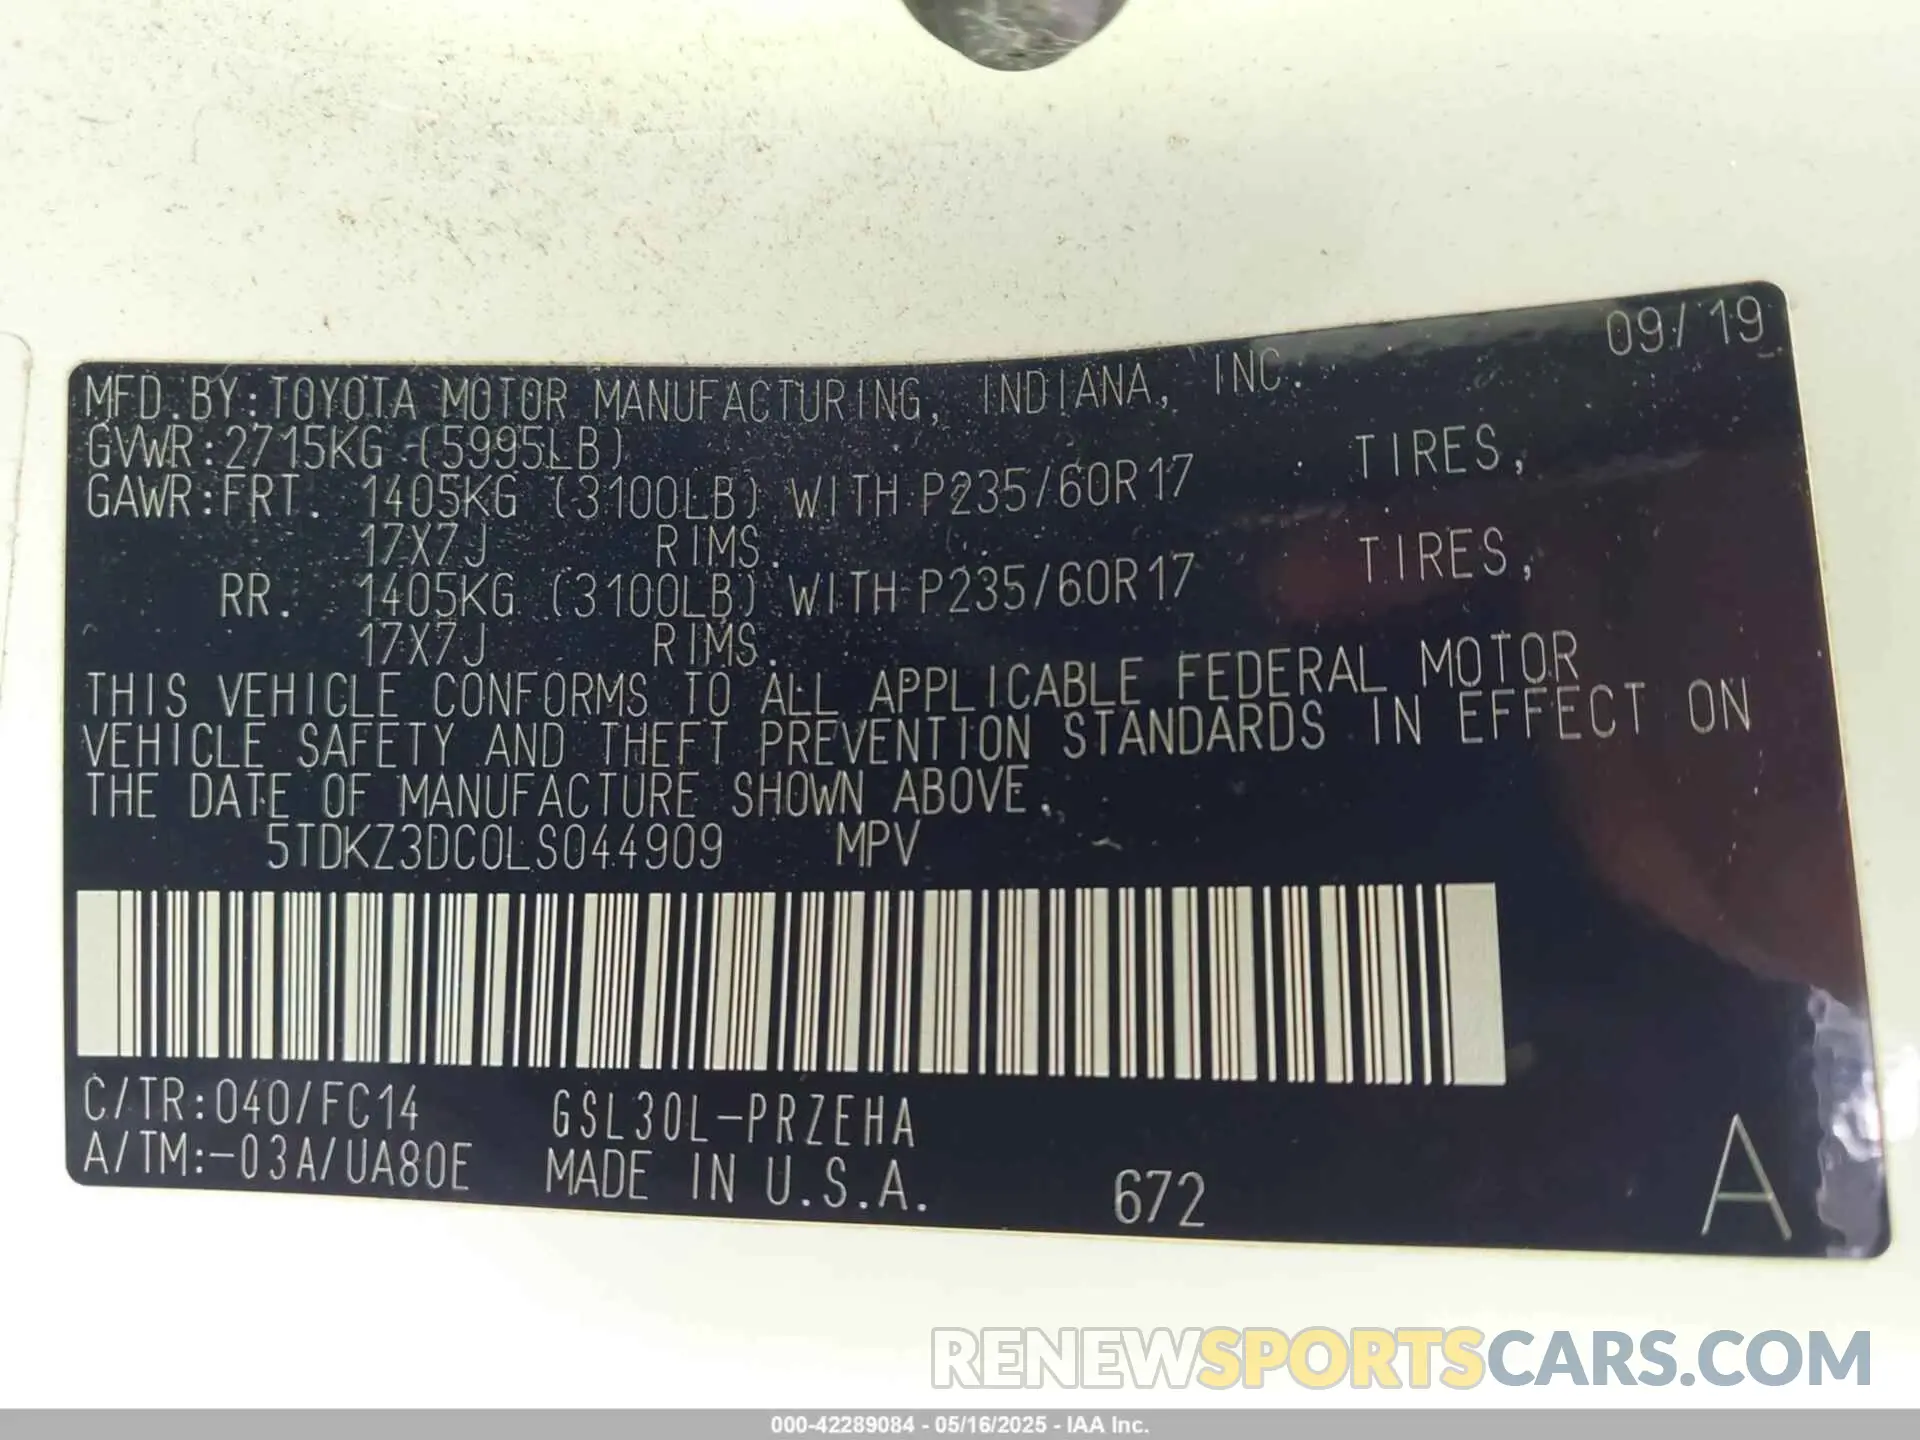 09/19
MFD.BY:TOYOTA MOTOR MANUFACTURING, INDIANA, INC.
GVWR:2715KG (5995LB)
GAWR:FRT. 1405KG (3100LB) WITH P235/60R17 TIRES,
17X7J RIMS.
RR. 1405KG (3100LB) WITH P235/60R17 TIRES,
17X7J RIMS.
THIS VEHICLE CONFORMS TO ALL APPLICABLE FEDERAL MOTOR
VEHICLE SAFETY AND THEFT PREVENTION STANDARDS IN EFFECT ON
THE DATE OF MANUFACTURE SHOWN ABOVE.
5TDKZ3DC0LS044909 MPV
C/TR:040/FC14 GSL30L-PRZEHA
A/TM:-03A/UA80E MADE IN U.S.A. 672 A
RENEWSPORTSCARS.COM
000-42289084 - 05/16/2025 - IAA Inc.